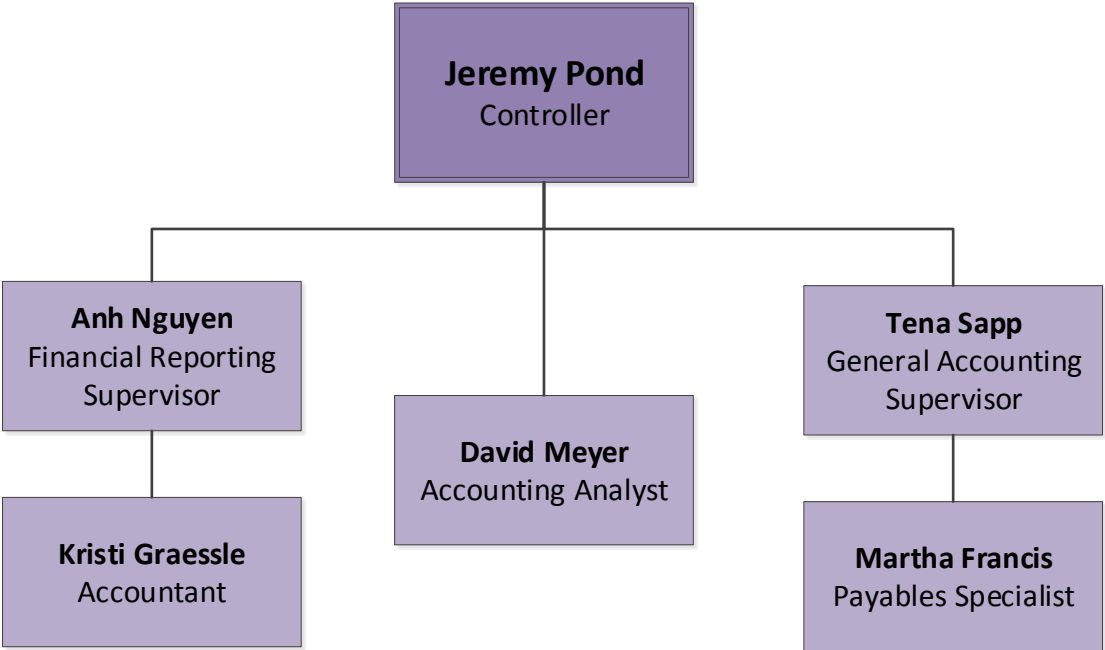 Jeremy Pond
Controller
Anh Nguyen
Financial Reporting
Supervisor
Tena Sapp
General Accounting
Supervisor
David Meyer
Accounting Analyst
Kristi Graessle
Accountant
Martha Francis
Payables Specialist